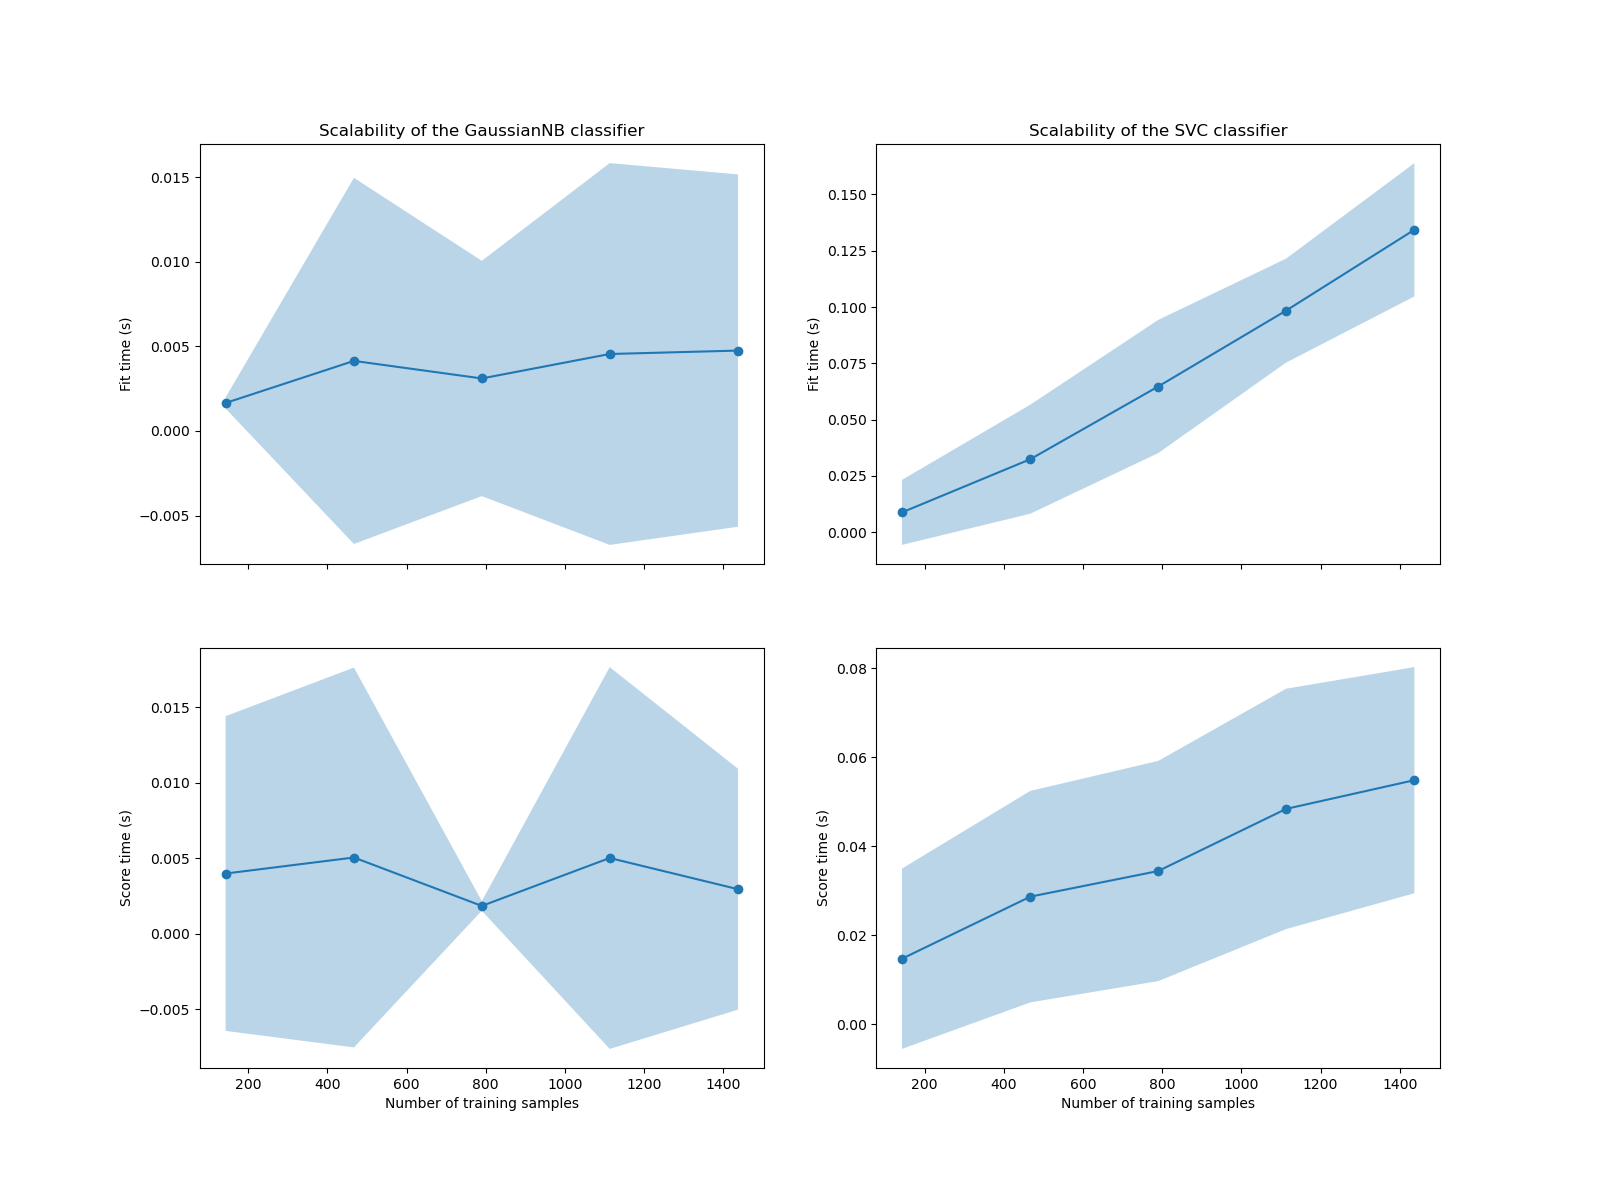 Scalability of the GaussianNB classifier
Fit time (s)
0.015
0.010
0.005
0.000
−0.005
Scalability of the SVC classifier
Fit time (s)
0.150
0.125
0.100
0.075
0.050
0.025
0.000
Score time (s)
0.015
0.010
0.005
0.000
−0.005
200 400 600 800 1000 1200 1400
Number of training samples
Score time (s)
0.08
0.06
0.04
0.02
0.00
200 400 600 800 1000 1200 1400
Number of training samples